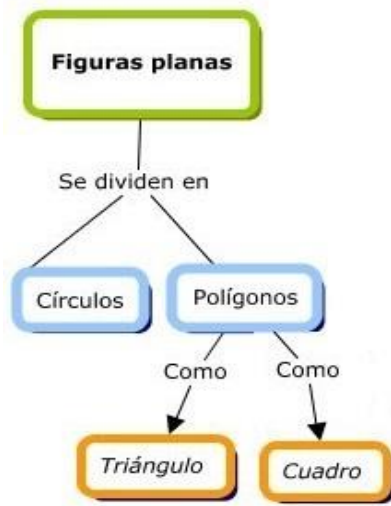 Figuras planas
Se dividen en
Círculos
Polígonos
Como
Como
Triángulo
Cuadro